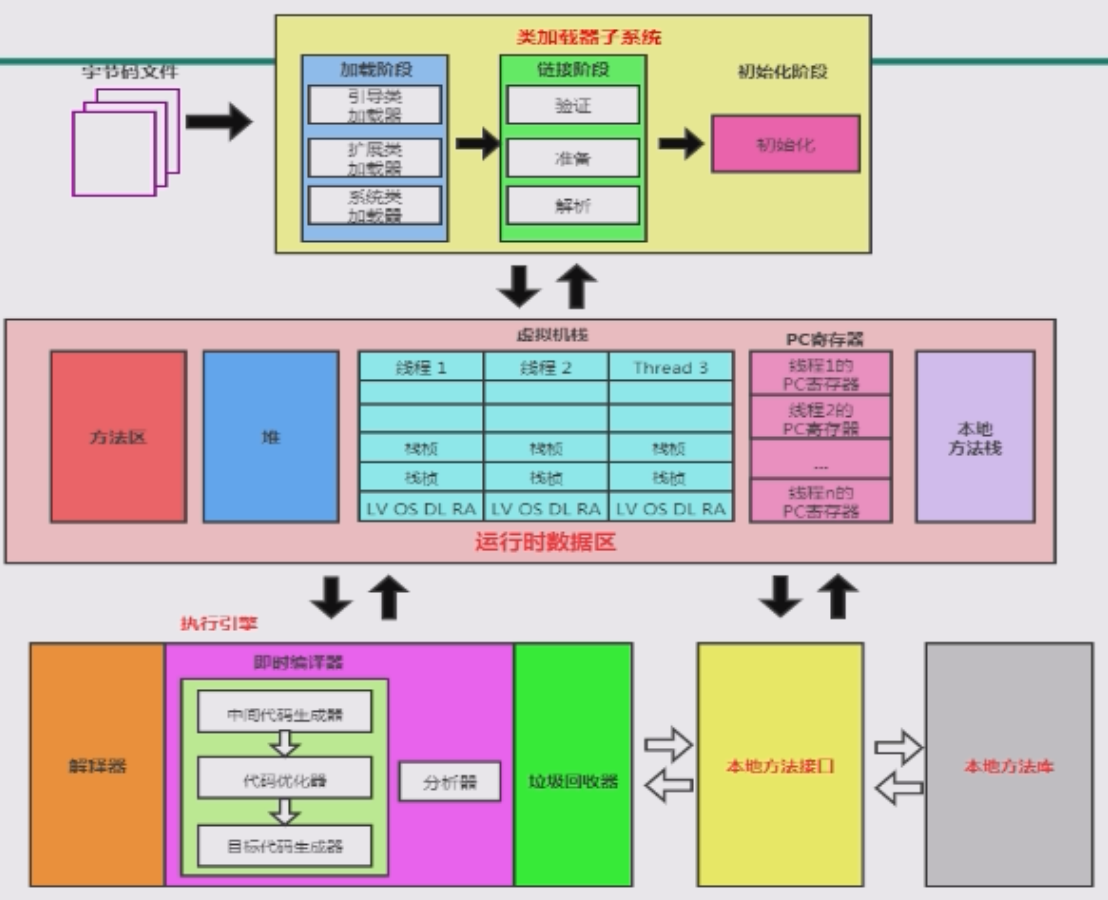 类加载器子系统
字节码文件
加载阶段
链接阶段
初始化阶段
引导类
加载器
验证
扩展类
加载器
准备
初始化
系统类
加载器
解析
虚拟机栈
PC寄存器
方法区
堆
线程 1
线程 2
Thread 3
栈桢
栈桢
栈桢
栈桢
栈桢
栈桢
LV OS DL RA
LV OS DL RA
LV OS DL RA
线程1的
PC寄存器
线程2的
PC寄存器
...
线程n的
PC寄存器
本地
方法栈
运行时数据区
执行引擎
解释器
即时编译器
中间代码生成器
代码优化器
目标代码生成器
分析器
垃圾回收器
本地方法接口
本地方法库